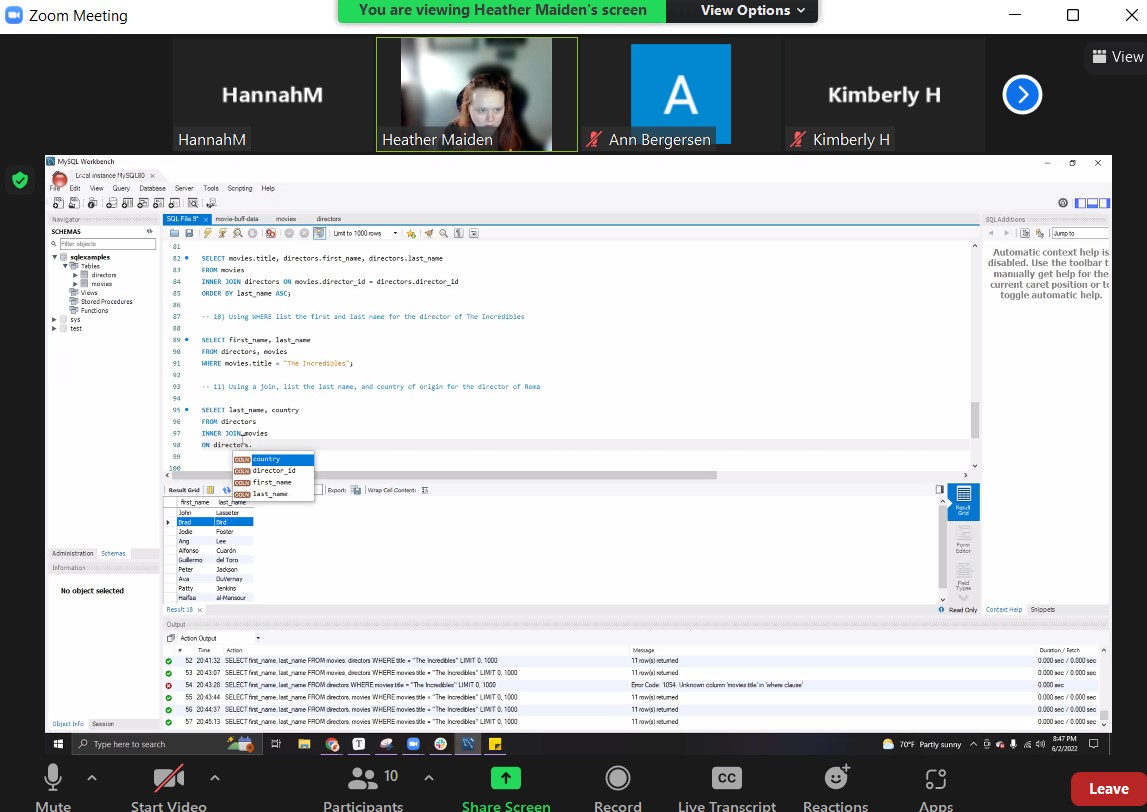 Zoom Meeting
You are viewing Heather Maiden's screen
View Options
View
HannahM
HannahM
Heather Maiden
A
Ann Bergersen
Kimberly H
Kimberly H
MySQL Workbench
Local instance MySQL80
File Edit View Query Database Server Tools Scripting Help
Navigator
SCHEMAS
Filter objects
sqlexamples
Tables
directors
movies
Views
Stored Procedures
Functions
sys
test
Administration Schemas
Information
No object selected
Object Info Session
SQL File 9* movie-buff-data movies directors
Limit to 1000 rows
81
82 SELECT movies.title, directors.first_name, directors.last_name
83 FROM movies
84 INNER JOIN directors ON movies.director_id = directors.director_id
85 ORDER BY last_name ASC;
86
87 -- 10) Using WHERE list the first and last name for the director of The Incredibles
88
89 SELECT first_name, last_name
90 FROM directors, movies
91 WHERE movies.title = "The Incredibles";
92
93 -- 11) Using a join, list the last name, and country of origin for the director of Roma
94
95 SELECT last_name, country
96 FROM directors
97 INNER JOIN movies
98 ON directors.
99
100
COLN country
COLN director_id
COLN first_name
COLN last_name
Result Grid Export: Wrap Cell Content:
first_name last_name
John Lasseter
Brad Bird
Jodie Foster
Ang Lee
Alfonso Cuarón
Guillermo del Toro
Peter Jackson
Ava DuVernay
Patty Jenkins
Haifaa al-Mansour
Result Grid
Form Editor
Field Types
Result 18
Read Only
SQLAdditions
Jump to
Automatic context help is
disabled. Use the toolbar t
manually get help for the
current caret position or to
toggle automatic help.
Context Help Snippets
Output
Action Output
# Time Action Message Duration / Fetch
52 20:41:32 SELECT first_name, last_name FROM movies, directors WHERE title = "The Incredibles" LIMIT 0, 1000 11 row(s) returned 0.000 sec / 0.000 sec
53 20:43:07 SELECT first_name, last_name FROM directors, movies WHERE title = "The Incredibles" LIMIT 0, 1000 11 row(s) returned 0.000 sec / 0.000 sec
54 20:43:28 SELECT first_name, last_name FROM directors WHERE movies.title = "The Incredibles" LIMIT 0, 1000 Error Code: 1054. Unknown column 'movies.title' in 'where clause' 0.000 sec
55 20:43:44 SELECT first_name, last_name FROM directors, movies WHERE movies.title = "The Incredibles" LIMIT 0, 1000 11 row(s) returned 0.000 sec / 0.000 sec
56 20:44:37 SELECT first_name, last_name FROM directors, movies WHERE movies.title = "The Incredibles" LIMIT 0, 1000 11 row(s) returned 0.000 sec / 0.000 sec
57 20:45:13 SELECT first_name, last_name FROM directors, movies WHERE movies.title = "The Incredibles" LIMIT 0, 1000 11 row(s) returned 0.000 sec / 0.000 sec
Type here to search
70°F Partly sunny
8:47 PM
6/2/2022
10
CC
Mute Start Video Participants Share Screen Record Live Transcript Reactions Apps
Leave